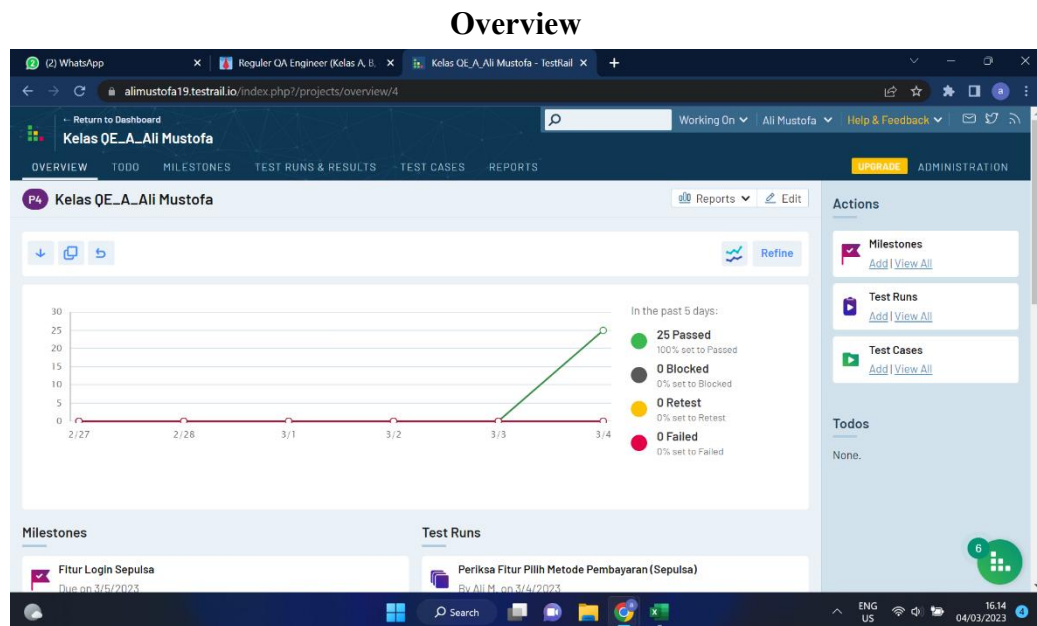 Overview
(2) WhatsApp
Reguler QA Engineer (Kelas A, B,
Kelas QE_A_Ali Mustofa - TestRail
alimustofa19.testrail.io/index.php?/projects/overview/4
← Return to Dashboard
Kelas QE_A_Ali Mustofa
Working On
Ali Mustofa
Help & Feedback
OVERVIEW TODO MILESTONES TEST RUNS & RESULTS TEST CASES REPORTS
UPGRADE ADMINISTRATION
P4 Kelas QE_A_Ali Mustofa
Reports Edit
Refine
30
25
20
15
10
5
0
2/27 2/28 3/1 3/2 3/3 3/4
In the past 5 days:
25 Passed
100% set to Passed
0 Blocked
0% set to Blocked
0 Retest
0% set to Retest
0 Failed
0% set to Failed
Actions
Milestones
Add | View All
Test Runs
Add | View All
Test Cases
Add | View All
Todos
None.
Milestones
Fitur Login Sepulsa
Due on 3/5/2023
Test Runs
Periksa Fitur Pilih Metode Pembayaran (Sepulsa)
By Ali M. on 3/4/2023
6
Search
ENG
US
16.14
04/03/2023
4